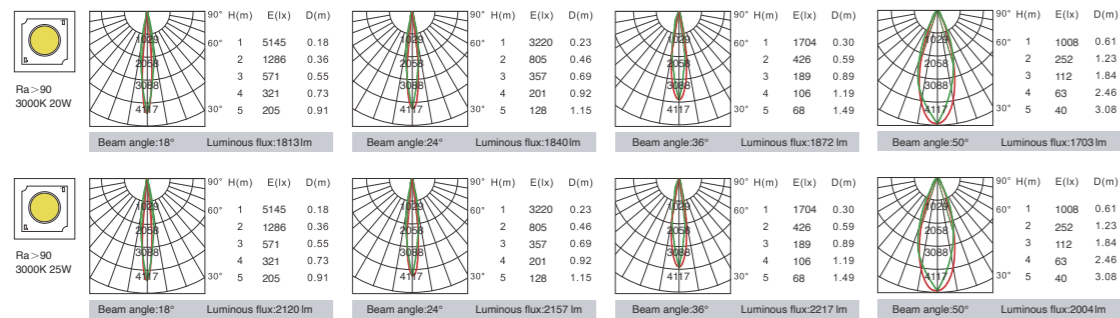 90° H(m) E(lx) D(m)
1029
60° 1 5145 0.18
2058
2 1286 0.36
3088
3 571 0.55
4 321 0.73
4117
30° 5 205 0.91
Ra>90
3000K 20W
Beam angle:18° Luminous flux:1813lm
90° H(m) E(lx) D(m)
1029
60° 1 3220 0.23
2058
2 805 0.46
3088
3 357 0.69
4 201 0.92
4117
30° 5 128 1.15
Beam angle:24° Luminous flux:1840lm
90° H(m) E(lx) D(m)
1029
60° 1 1704 0.30
2058
2 426 0.59
3088
3 189 0.89
4 106 1.19
4117
30° 5 68 1.49
Beam angle:36° Luminous flux:1872 lm
90° H(m) E(lx) D(m)
1029
60° 1 1008 0.61
2058
2 252 1.23
3088
3 112 1.84
4 63 2.46
4117
30° 5 40 3.08
Beam angle:50° Luminous flux:1703lm
90° H(m) E(lx) D(m)
1029
60° 1 5145 0.18
2058
2 1286 0.36
3088
3 571 0.55
4 321 0.73
4117
30° 5 205 0.91
Ra>90
3000K 25W
Beam angle:18° Luminous flux:2120 lm
90° H(m) E(lx) D(m)
1029
60° 1 3220 0.23
2058
2 805 0.46
3088
3 357 0.69
4 201 0.92
4117
30° 5 128 1.15
Beam angle:24° Luminous flux:2157 lm
90° H(m) E(lx) D(m)
1029
60° 1 1704 0.30
2058
2 426 0.59
3088
3 189 0.89
4 106 1.19
4117
30° 5 68 1.49
Beam angle:36° Luminous flux:2217 lm
90° H(m) E(lx) D(m)
1029
60° 1 1008 0.61
2058
2 252 1.23
3088
3 112 1.84
4 63 2.46
4117
30° 5 40 3.08
Beam angle:50° Luminous flux:2004lm